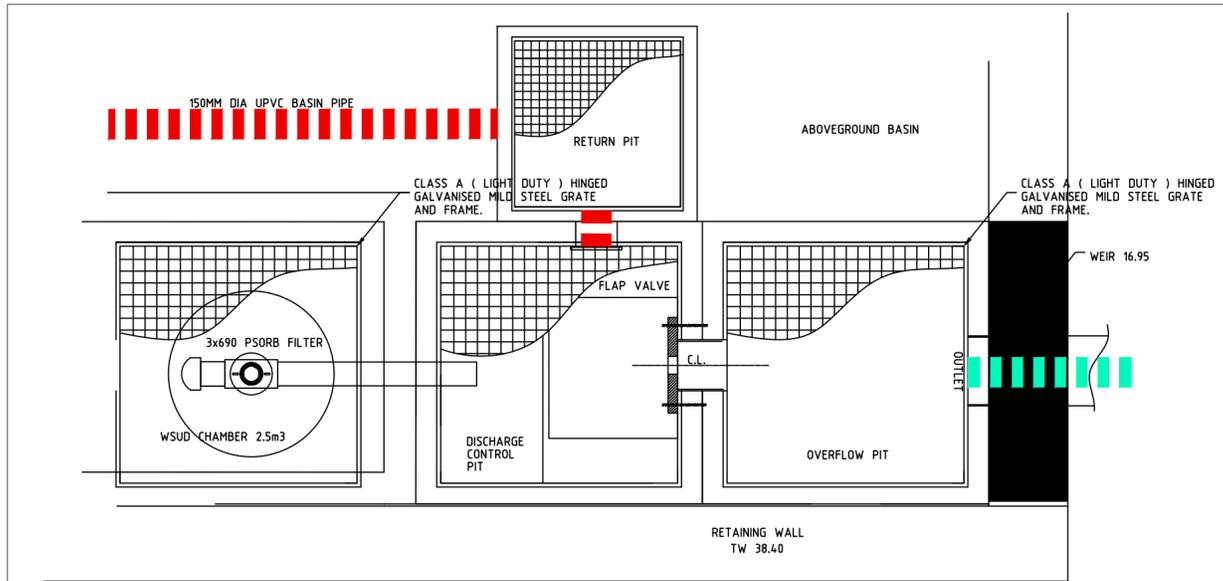 150MM DIA UPVC BASIN PIPE
RETURN PIT
ABOVEGROUND BASIN
CLASS A ( LIGHT DUTY ) HINGED
GALVANISED MILD STEEL GRATE
AND FRAME.
CLASS A ( LIGHT DUTY ) HINGED
GALVANISED MILD STEEL GRATE
AND FRAME.
WEIR 16.95
FLAP VALVE
3x690 PSORB FILTER
C.L.
OUTLET
WSUD CHAMBER 2.5m3
DISCHARGE
CONTROL
PIT
OVERFLOW PIT
RETAINING WALL
TW 38.40